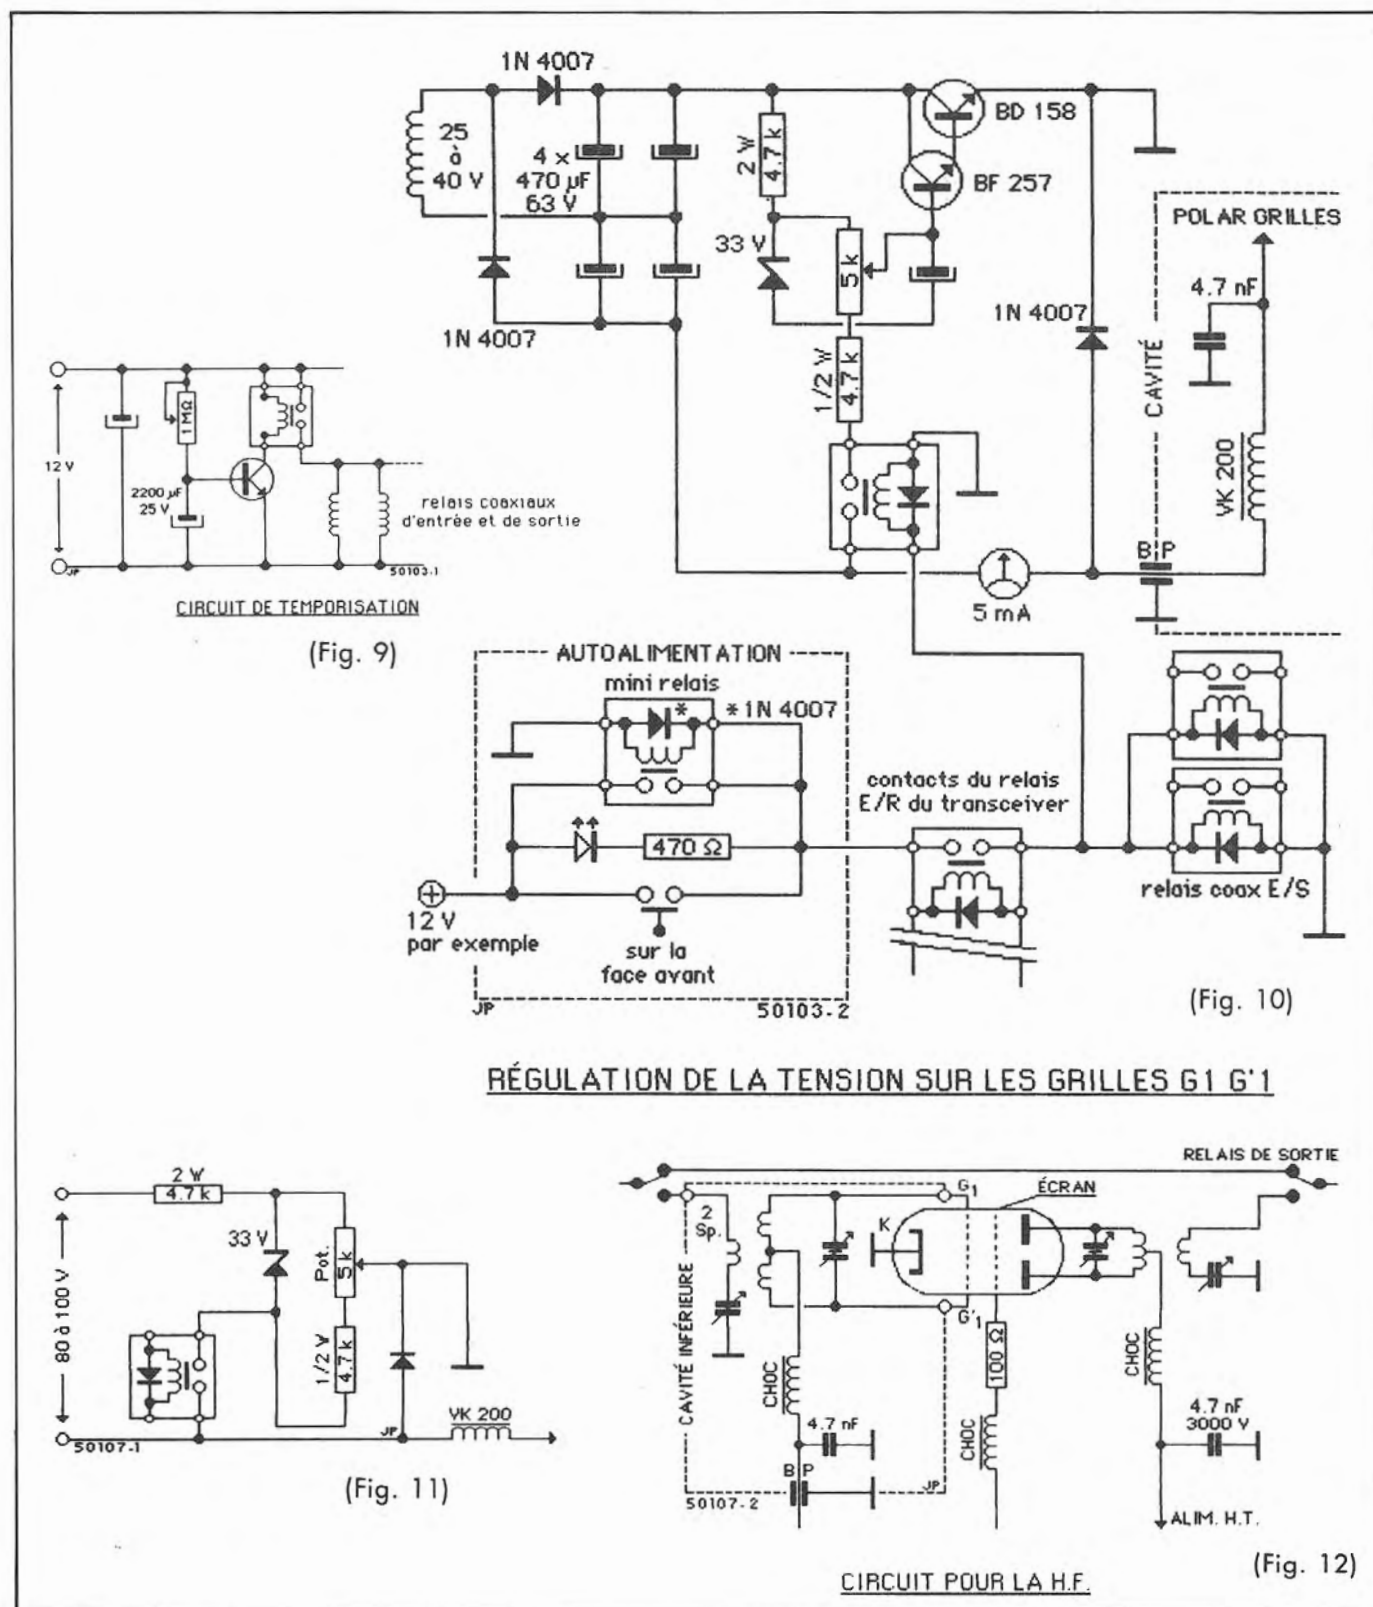 1N 4007
25
à
40 V
4 x
470 µF
63 V
1N 4007
2 W
4.7 k
33 V
5 k
1/2 W
4.7 k
BD 158
BF 257
1N 4007
5 mA
CAVITÉ
POLAR GRILLES
4.7 nF
VK 200
B P
12 V
1 MΩ
2200 µF
25 V
relais coaxiaux
d'entrée et de sortie
JP
50103-1
CIRCUIT DE TEMPORISATION
(Fig. 9)
AUTOALIMENTATION
mini relais
*
* 1N 4007
470 Ω
12 V
par exemple
sur la
face avant
JP
50103-2
contacts du relais
E/R du transceiver
relais coax E/S
(Fig. 10)
RÉGULATION DE LA TENSION SUR LES GRILLES G1 G'1
2 W
4.7 k
33 V
Pot.
5 k
1/2 W
4.7 k
80 à 100 V
VK 200
JP
50107-1
(Fig. 11)
RELAIS DE SORTIE
G1
ÉCRAN
2
Sp.
K
G'1
CAVITÉ INFÉRIEURE
CHOC
4.7 nF
B P
100 Ω
CHOC
CHOC
4.7 nF
3000 V
50107-2
JP
ALIM. H.T.
(Fig. 12)
CIRCUIT POUR LA H.F.